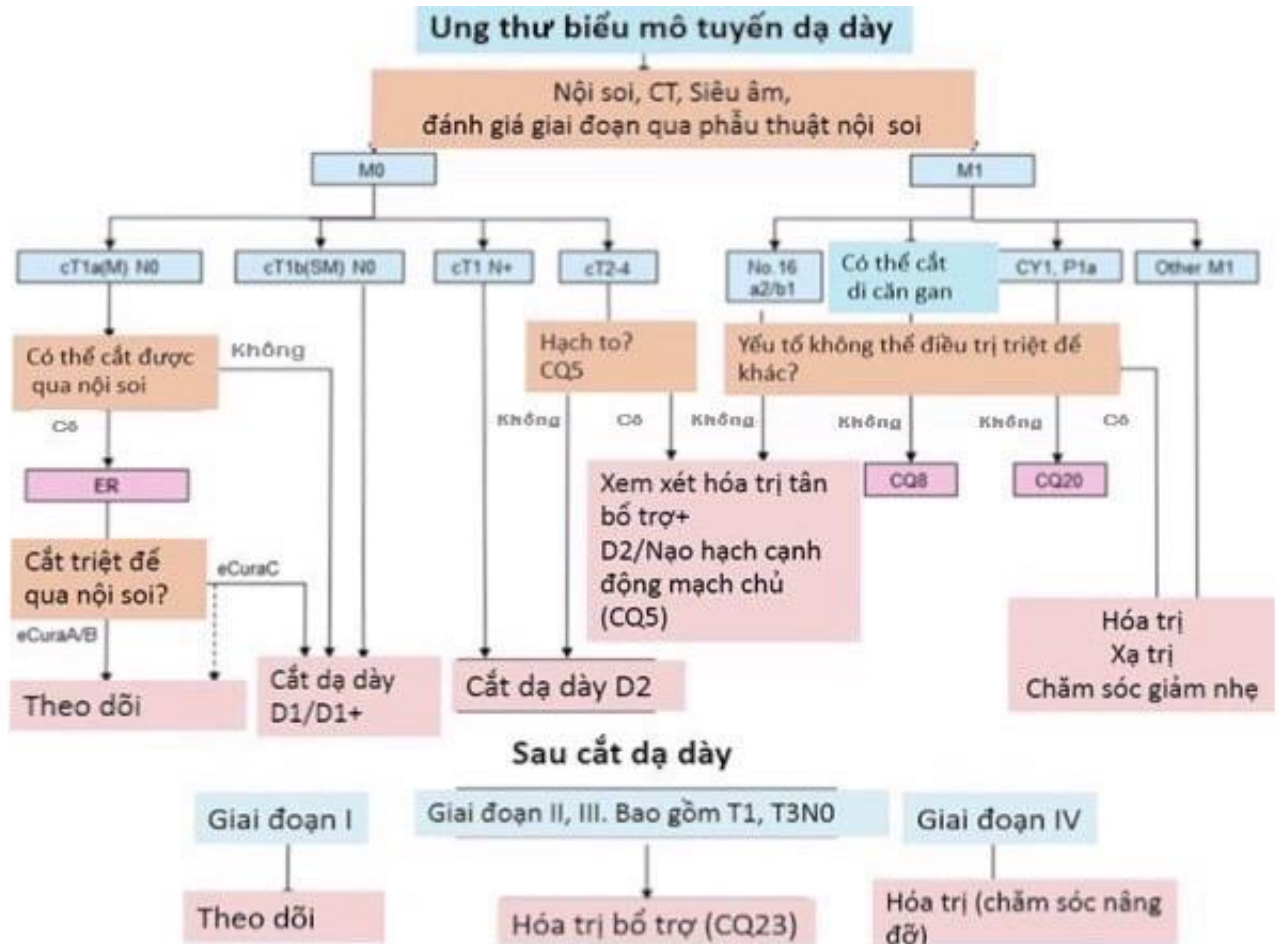 Ung thư biểu mô tuyến dạ dày
Nội soi, CT, Siêu âm,
đánh giá giai đoạn qua phẫu thuật nội soi
M0
M1
cT1a(M) N0
cT1b(SM) N0
cT1 N+
cT2-4
No.16
a2/b1
Có thể cắt
di căn gan
CY1, P1a
Other M1
Có thể cắt được
qua nội soi
Không
Hạch to?
CQ5
Yếu tố không thể điều trị triệt để
khác?
Có
Không
Có
Không
Không
Không
Có
ER
Xem xét hóa trị tân
bổ trợ+
D2/Nạo hạch cạnh
động mạch chủ
(CQ5)
CQ8
CQ20
Cắt triệt để
qua nội soi?
eCuraC
eCuraA/B
Theo dõi
Cắt dạ dày
D1/D1+
Cắt dạ dày D2
Hóa trị
Xạ trị
Chăm sóc giảm nhẹ
Sau cắt dạ dày
Giai đoạn I
Giai đoạn II, III. Bao gồm T1, T3N0
Giai đoạn IV
Theo dõi
Hóa trị bổ trợ (CQ23)
Hóa trị (chăm sóc nâng
đỡ)